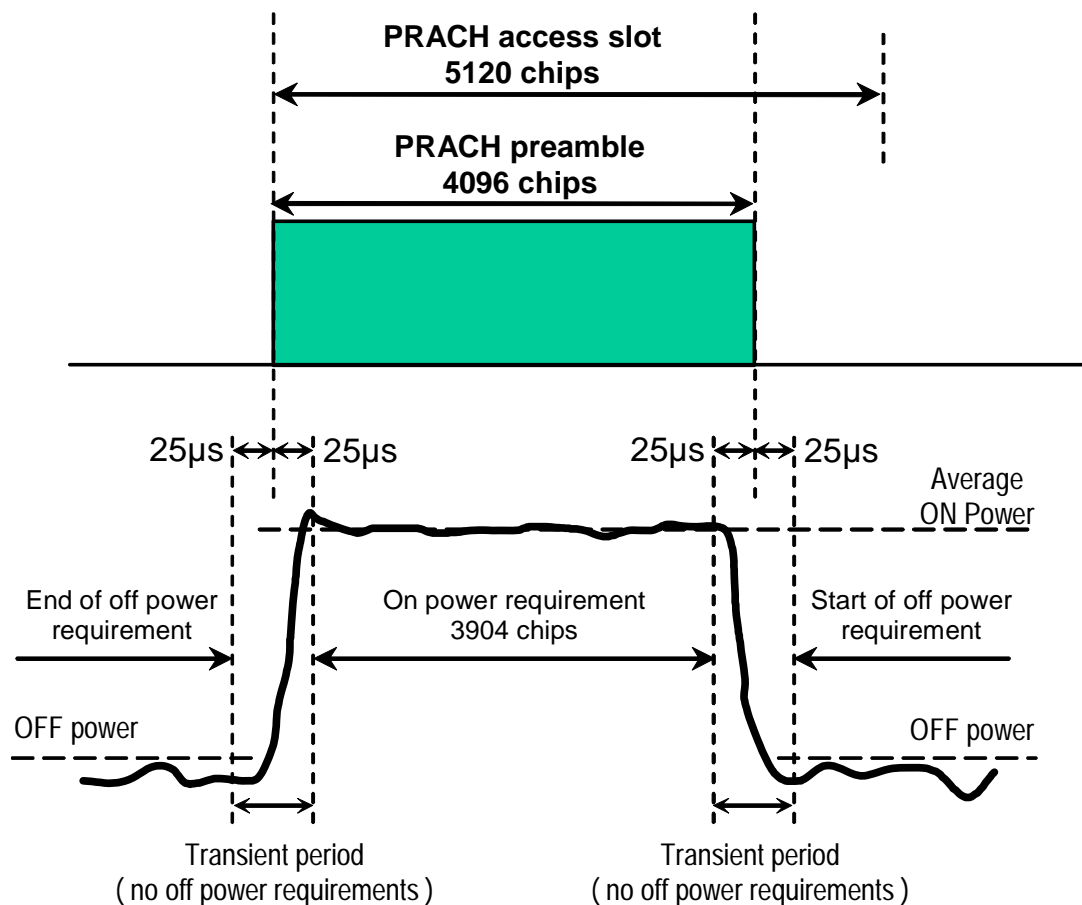 PRACH access slot
5120 chips
PRACH preamble
4096 chips
25µs
25µs
25µs
25µs
Average
ON Power
End of off power
requirement
On power requirement
3904 chips
Start of off power
requirement
OFF power
OFF power
Transient period
( no off power requirements )
Transient period
( no off power requirements )